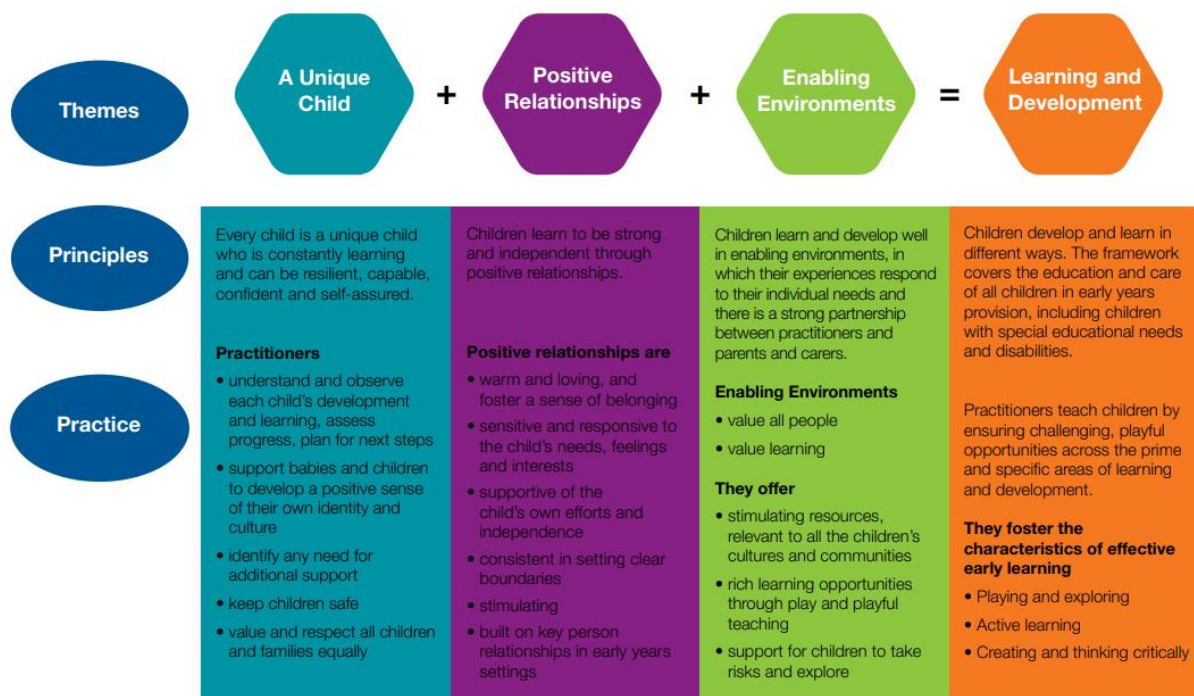 Themes
A Unique
Child
+
Positive
Relationships
+
Enabling
Environments
=
Learning and
Development
Principles
Every child is a unique child
who is constantly learning
and can be resilient, capable,
confident and self-assured.
Children learn to be strong
and independent through
positive relationships.
Children learn and develop well
in enabling environments, in
which their experiences respond
to their individual needs and
there is a strong partnership
between practitioners and
parents and carers.
Children develop and learn in
different ways. The framework
covers the education and care
of all children in early years
provision, including children
with special educational needs
and disabilities.
Practice
Practitioners
• understand and observe
each child's development
and learning, assess
progress, plan for next steps
• support babies and children
to develop a positive sense
of their own identity and
culture
• identify any need for
additional support
• keep children safe
• value and respect all children
and families equally
Positive relationships are
• warm and loving, and
foster a sense of belonging
• sensitive and responsive to
the child's needs, feelings
and interests
• supportive of the
child's own efforts and
independence
• consistent in setting clear
boundaries
• stimulating
• built on key person
relationships in early years
settings
Enabling Environments
• value all people
• value learning
They offer
• stimulating resources,
relevant to all the children's
cultures and communities
• rich learning opportunities
through play and playful
teaching
• support for children to take
risks and explore
Practitioners teach children by
ensuring challenging, playful
opportunities across the prime
and specific areas of learning
and development.
They foster the
characteristics of effective
early learning
• Playing and exploring
• Active learning
• Creating and thinking critically